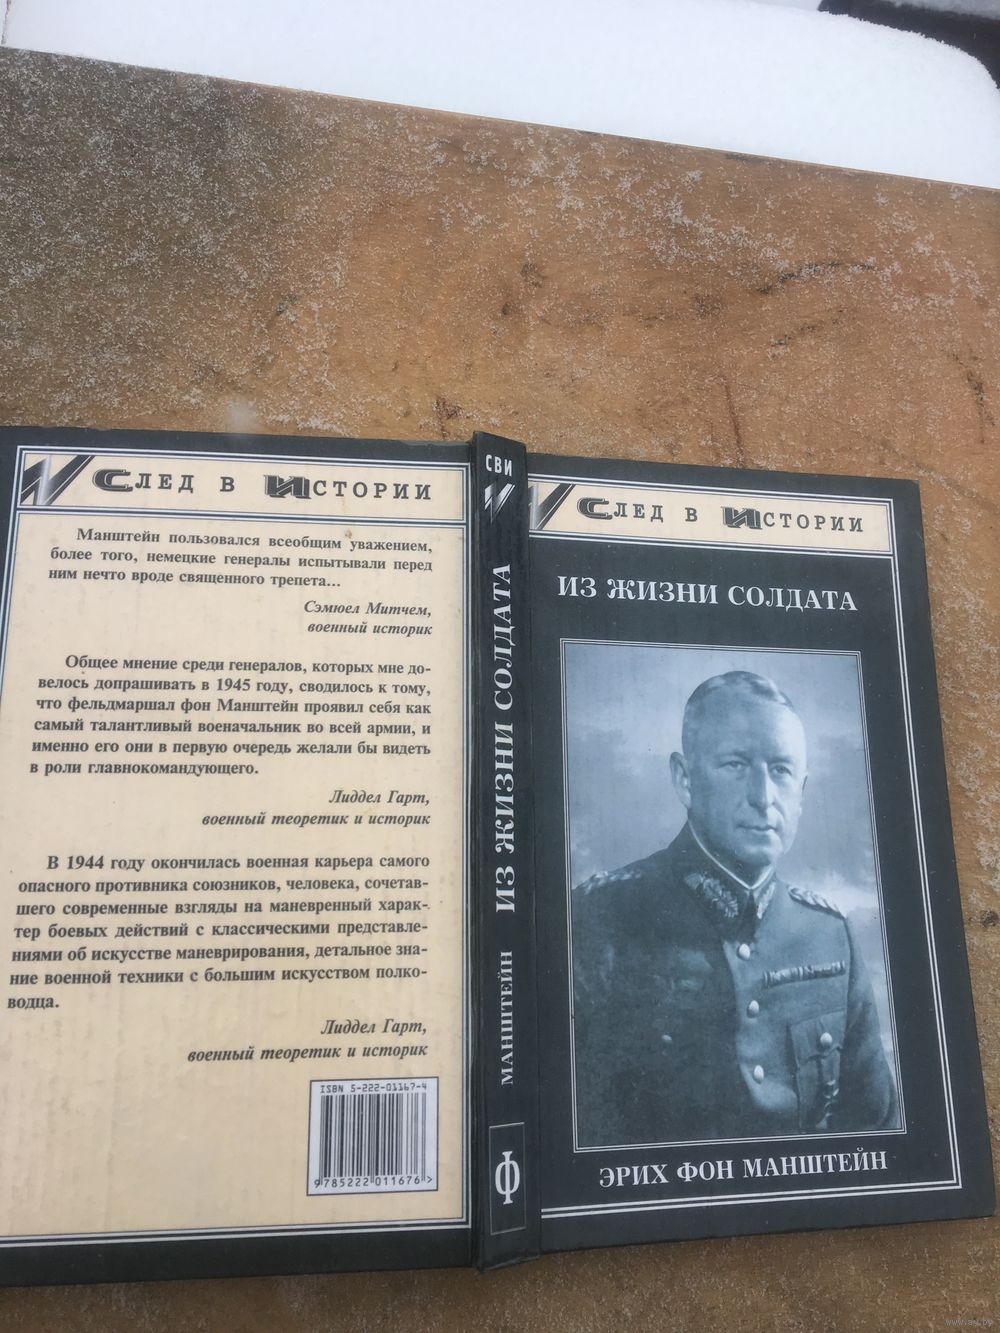 След в Истории
Манштейн пользовался всеобщим уважением,
более того, немецкие генералы испытывали перед
ним нечто вроде священного трепета...
Сэмюел Митчем,
военный историк
Общее мнение среди генералов, которых мне до-
велось допрашивать в 1945 году, сводилось к тому,
что фельдмаршал фон Манштейн проявил себя как
самый талантливый военачальник во всей армии, и
именно его они в первую очередь желали бы видеть
в роли главнокомандующего.
Лиддел Гарт,
военный теоретик и историк
В 1944 году окончилась военная карьера самого
опасного противника союзников, человека, сочетав-
шего современные взгляды на маневренный харак-
тер боевых действий с классическими представле-
ниями об искусстве маневрирования, детальное зна-
ние военной техники с большим искусством полко-
водца.
Лиддел Гарт,
военный теоретик и историк
ISBN 5-222-01167-4
9 785222 011676 >
СВИ
МАНШТЕЙН ИЗ ЖИЗНИ СОЛДАТА
Ф
След в Истории
ИЗ ЖИЗНИ СОЛДАТА
ЭРИХ ФОН МАНШТЕЙН
www.ay.by